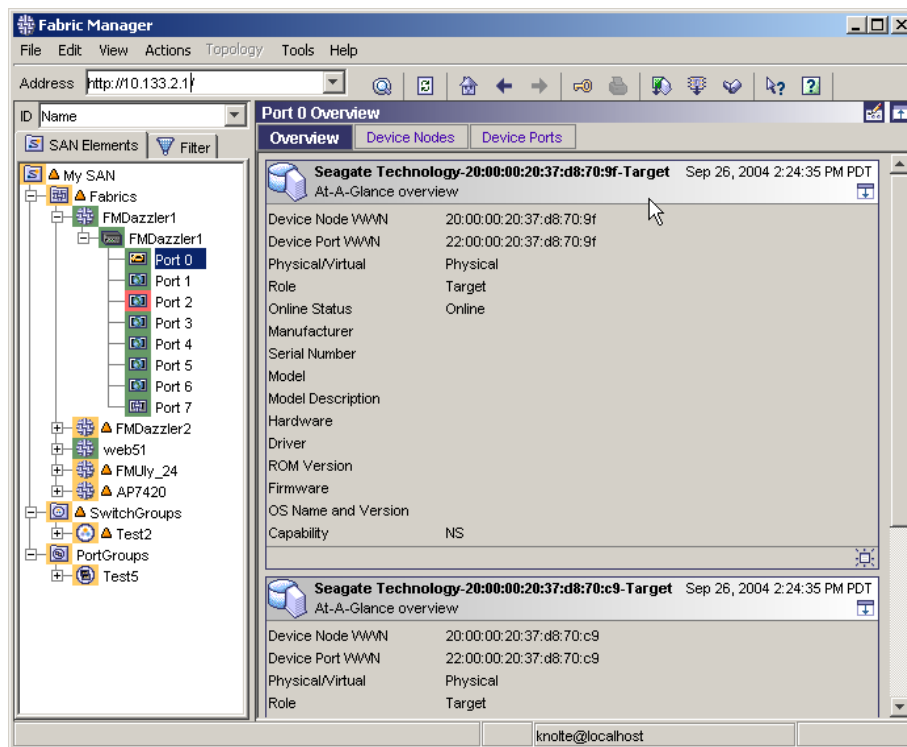 Fabric Manager
File Edit View Actions Topology Tools Help
Address http://10.133.2.1/
ID Name
SAN Elements Filter
My SAN
Fabrics
FMDazzler1
FMDazzler1
Port 0
Port 1
Port 2
Port 3
Port 4
Port 5
Port 6
Port 7
FMDazzler2
web51
FMUly_24
AP7420
SwitchGroups
Test2
PortGroups
Test5
Port 0 Overview
Overview Device Nodes Device Ports
Seagate Technology-20:00:00:20:37:d8:70:9f-Target Sep 26, 2004 2:24:35 PM PDT
At-A-Glance overview
Device Node WWN 20:00:00:20:37:d8:70:9f
Device Port WWN 22:00:00:20:37:d8:70:9f
Physical/Virtual Physical
Role Target
Online Status Online
Manufacturer
Serial Number
Model
Model Description
Hardware
Driver
ROM Version
Firmware
OS Name and Version
Capability NS
Seagate Technology-20:00:00:20:37:d8:70:c9-Target Sep 26, 2004 2:24:35 PM PDT
At-A-Glance overview
Device Node WWN 20:00:00:20:37:d8:70:c9
Device Port WWN 22:00:00:20:37:d8:70:c9
Physical/Virtual Physical
Role Target
knolte@localhost